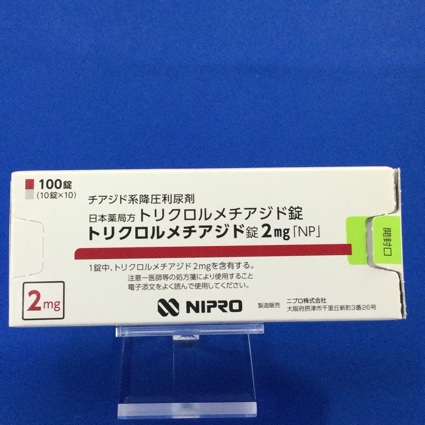 100錠
(10錠×10)
チアジド系降圧利尿剤
日本薬局方 トリクロルメチアジド錠
トリクロルメチアジド錠2mg「NP」
開封口
1錠中、トリクロルメチアジド2mgを含有する。
注意－医師等の処方箋により使用すること
電子添文をよく読んで使用してください。
2mg
NIPRO
製造販売 ニプロ株式会社
大阪府摂津市千里丘新町3番26号